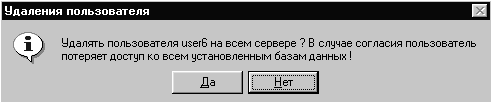 Удаления пользователя
Удалять пользователя user6 на всем сервере ? В случае согласия пользователь
потеряет доступ ко всем установленным базам данных !
Да
Нет